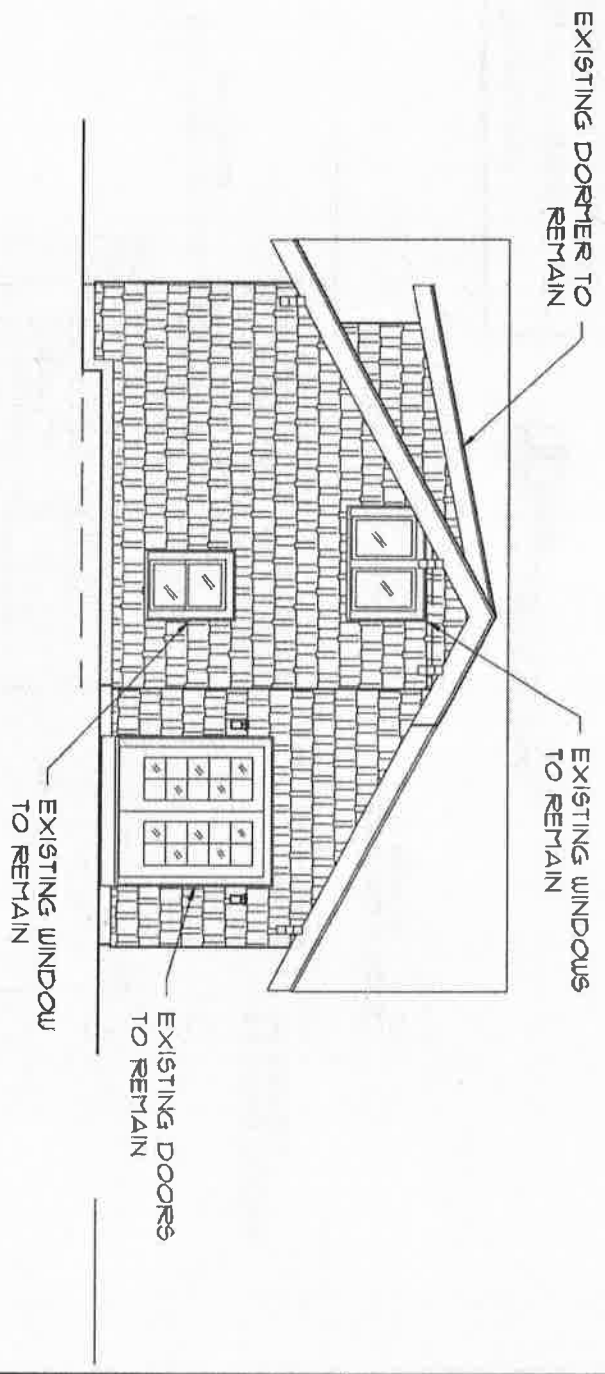 EXISTING DORMER TO
REMAIN
EXISTING WINDOWS
TO REMAIN
EXISTING DOORS
TO REMAIN
EXISTING WINDOW
TO REMAIN